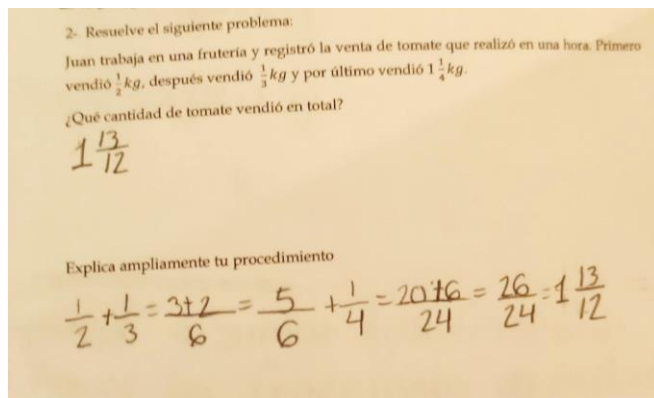 2- Resuelve el siguiente problema:
Juan trabaja en una frutería y registró la venta de tomate que realizó en una hora. Primero
vendió 1/2 kg, después vendió 1/3 kg y por último vendió 1 1/4 kg.
¿Qué cantidad de tomate vendió en total?
1 13/12
Explica ampliamente tu procedimiento
1/2 + 1/3 = 3+2/6 = 5/6 + 1/4 = 20+6/24 = 26/24 = 1 13/12